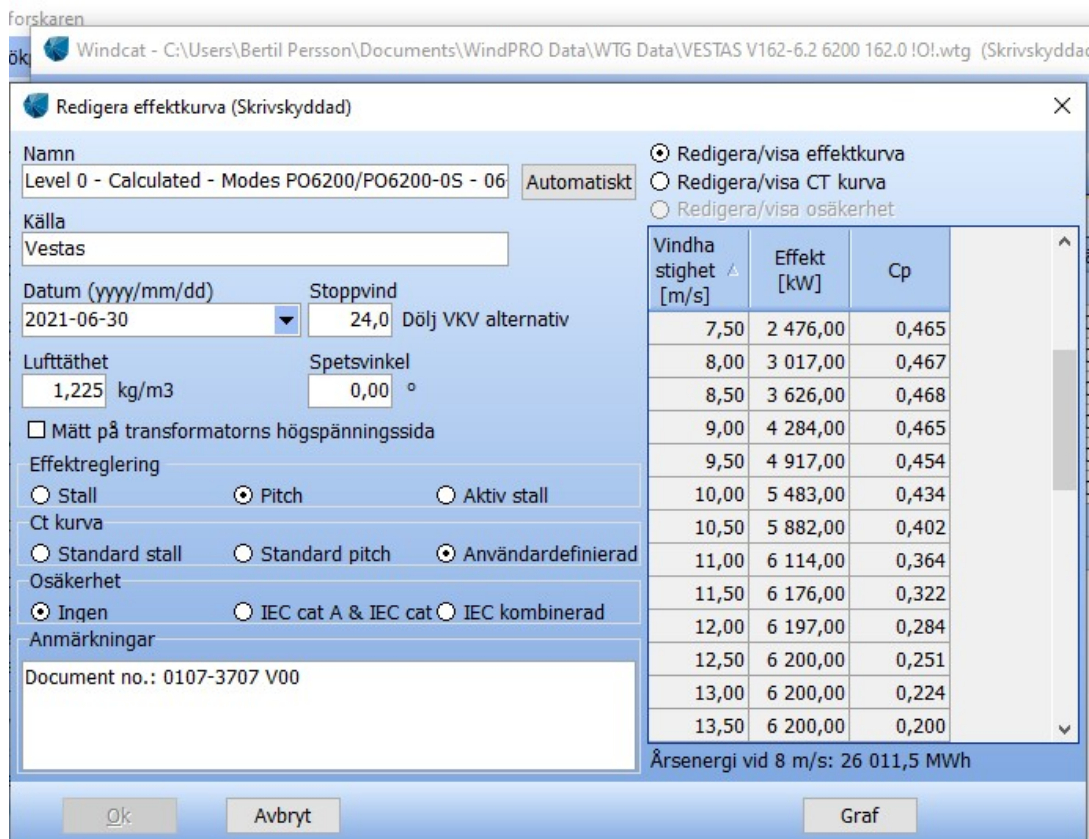 forskaren
Windcat - C:\Users\Bertil Persson\Documents\WindPRO Data\WTG Data\VESTAS V162-6.2 6200 162.0 !O!.wtg (Skrivskyddad
ök
Redigera effektkurva (Skrivskyddad)
Namn
Level 0 - Calculated - Modes PO6200/PO6200-0S - 06- Automatiskt
Källa
Vestas
Datum (yyyy/mm/dd) Stoppvind
2021-06-30 24,0 Dölj VKV alternativ
Lufttäthet Spetsvinkel
1,225 kg/m3 0,00 °
Mätt på transformatorns högspänningssida
Effektreglering
Stall Pitch Aktiv stall
Ct kurva
Standard stall Standard pitch Användardefinierad
Osäkerhet
Ingen IEC cat A & IEC cat IEC kombinerad
Anmärkningar
Document no.: 0107-3707 V00
Redigera/visa effektkurva
Redigera/visa CT kurva
Redigera/visa osäkerhet
Vindha
stighet
[m/s]
Effekt
[kW]
Cp
7,50 2 476,00 0,465
8,00 3 017,00 0,467
8,50 3 626,00 0,468
9,00 4 284,00 0,465
9,50 4 917,00 0,454
10,00 5 483,00 0,434
10,50 5 882,00 0,402
11,00 6 114,00 0,364
11,50 6 176,00 0,322
12,00 6 197,00 0,284
12,50 6 200,00 0,251
13,00 6 200,00 0,224
13,50 6 200,00 0,200
Årsenergi vid 8 m/s: 26 011,5 MWh
Ok Avbryt Graf